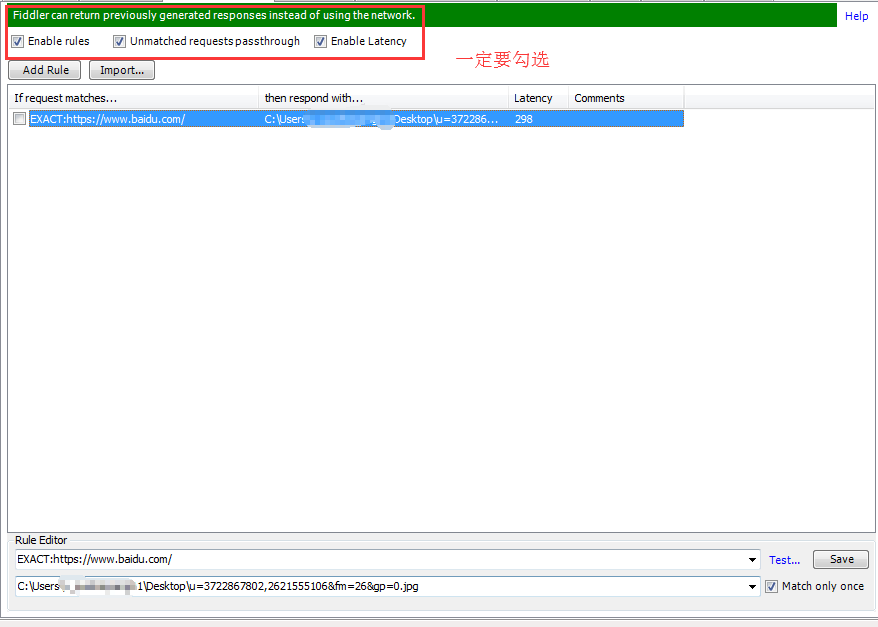 Fiddler can return previously generated responses instead of using the network.
Help
Enable rules Unmatched requests passthrough Enable Latency
一定要勾选
Add Rule Import...
If request matches... then respond with... Latency Comments
EXACT:https://www.baidu.com/ C:\Users Desktop\u=372286... 298
Rule Editor
EXACT:https://www.baidu.com/ Test... Save
C:\Users 1\Desktop\u=3722867802,2621555106&fm=26&gp=0.jpg Match only once